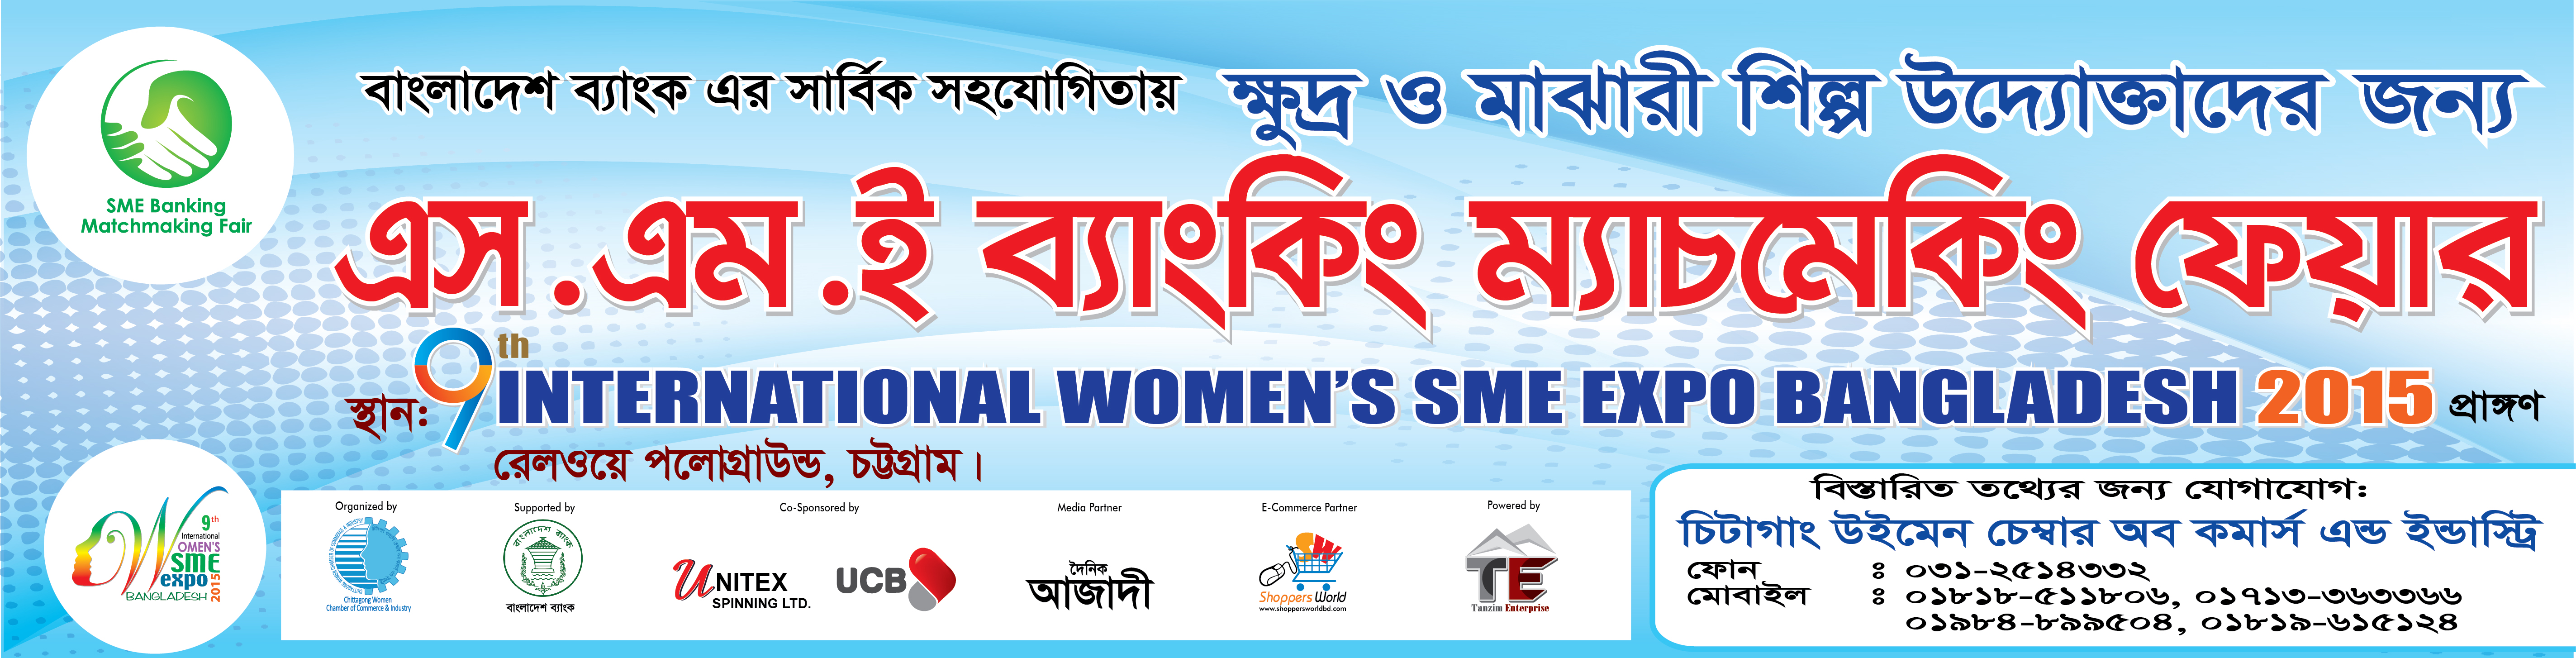 SME Banking
Matchmaking Fair
বাংলাদেশ ব্যাংক এর সার্বিক সহযোগিতায় ক্ষুদ্র ও মাঝারী শিল্প উদ্যোক্তাদের জন্য
এস.এম.ই ব্যাংকিং ম্যাচমেকিং ফেয়ার
স্থান: 9th INTERNATIONAL WOMEN'S SME EXPO BANGLADESH 2015 প্রাঙ্গণ
রেলওয়ে পলোগ্রাউন্ড, চট্টগ্রাম।
9th
International
WOMEN'S
SME
expo
BANGLADESH
2015
Organized by
Chittagong Women
Chamber of Commerce & Industry
Supported by
বাংলাদেশ ব্যাংক
বাংলাদেশ ব্যাংক
Co-Sponsored by
UNITEX
SPINNING LTD.
UCB
Media Partner
দৈনিক
আজাদী
E-Commerce Partner
SW
Shoppers World
www.shoppersworldbd.com
Powered by
TE
Tanzim Enterprise
বিস্তারিত তথ্যের জন্য যোগাযোগ:
চিটাগাং উইমেন চেম্বার অব কমার্স এন্ড ইন্ডাস্ট্রি
ফোন : ০৩১-২৫১৪৩৩২
মোবাইল : ০১৮১৮-৫১১৮০৬, ০১৭১৩-৩৬৩৩৬৬
০১৯৮৪-৮৯৯৫০৪, ০১৮১৯-৬১৫১২৪